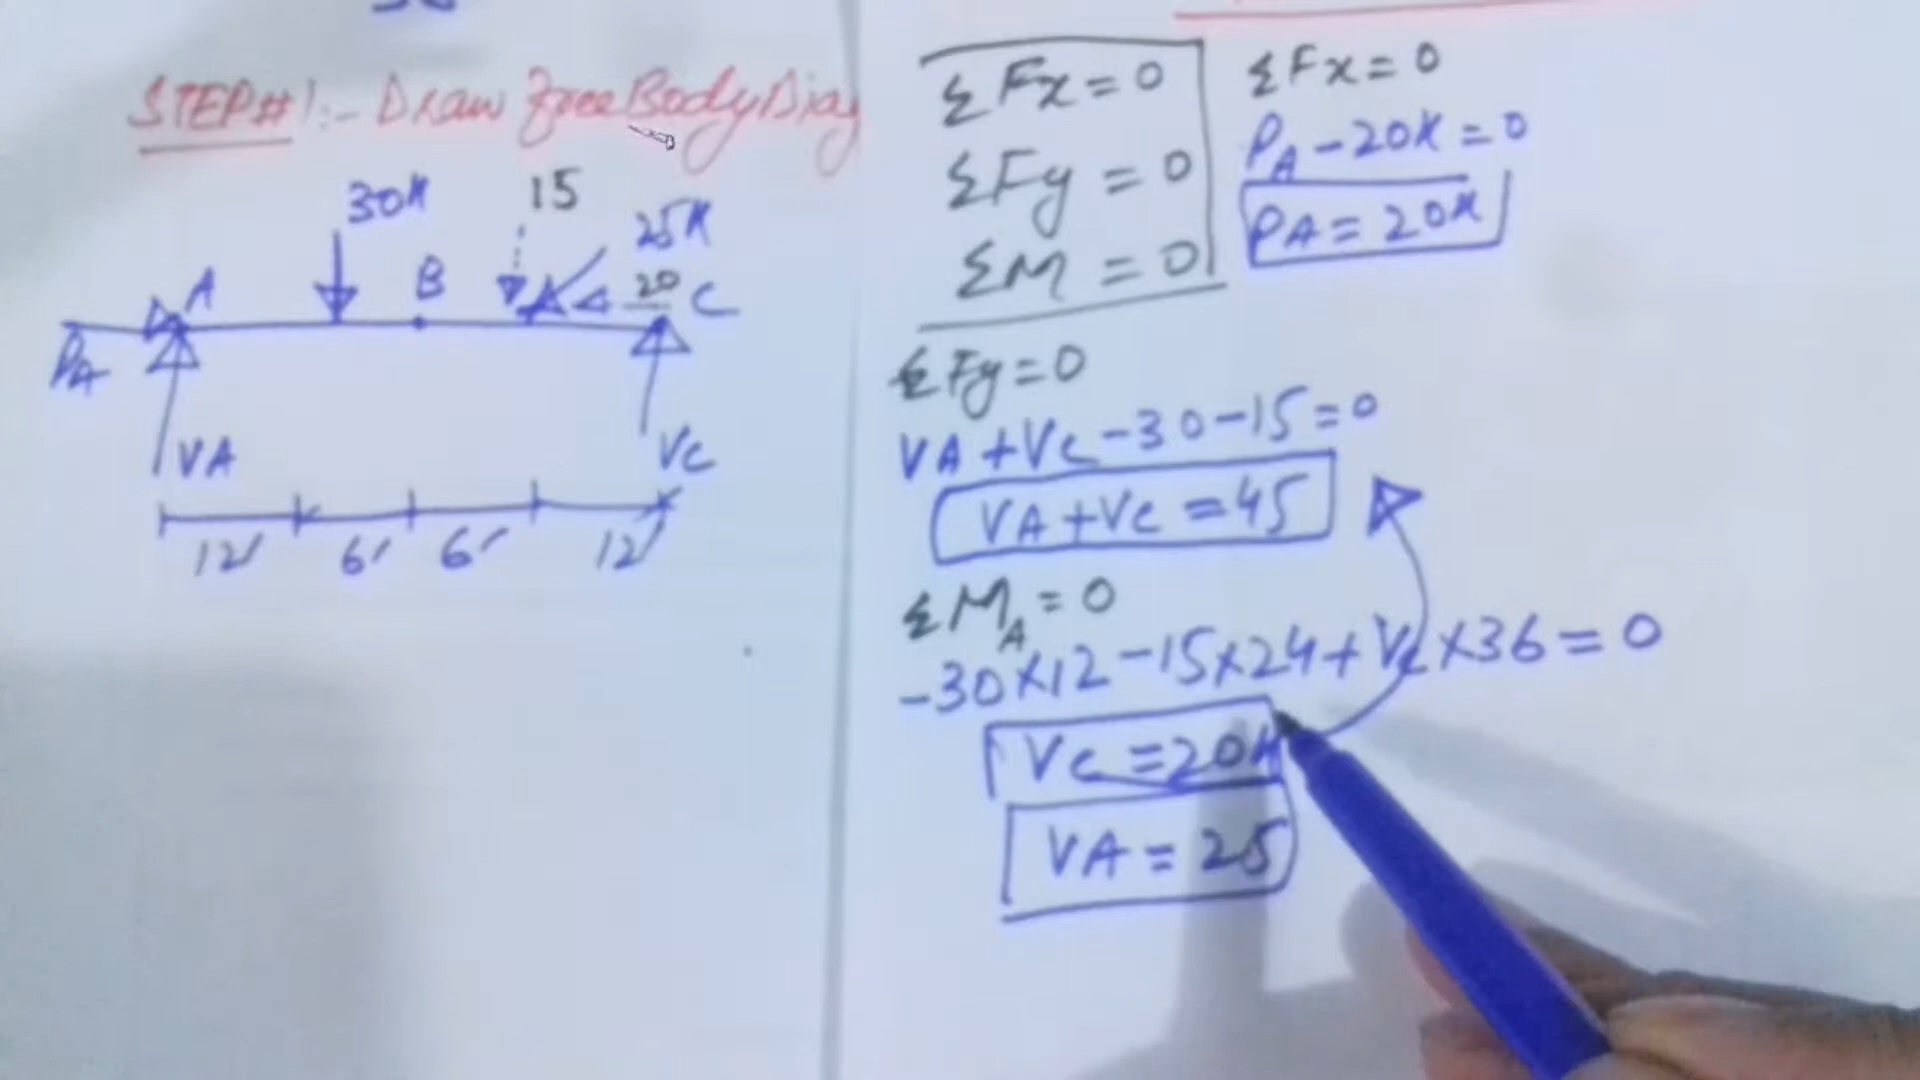 STEP#1:- Draw Free Body Diag
30K
15
25K
A
B
20
C
PA
VA
VC
12'
6'
6'
12'
ΣFx=0
ΣFy=0
ΣM=0
ΣFx=0
PA-20K=0
PA=20K
ΣFy=0
VA+VC-30-15=0
VA+VC=45
ΣMA=0
-30×12-15×24+VC×36=0
VC=20K
VA=25